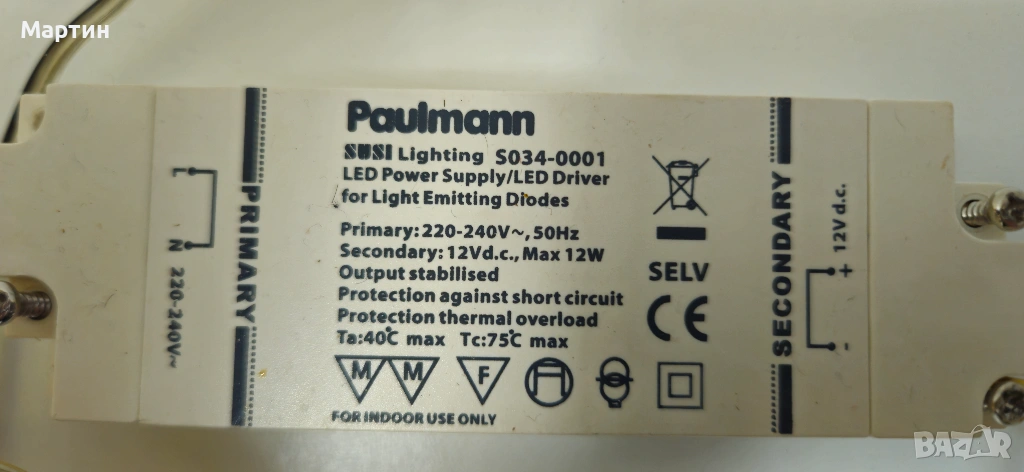 Мартин
Paulmann
SUSI Lighting S034-0001
LED Power Supply/LED Driver
for Light Emitting Diodes
Primary: 220-240V~, 50Hz
Secondary: 12Vd.c., Max 12W
Output stabilised
Protection against short circuit
Protection thermal overload
Ta:40℃ max Tc:75℃ max
M M F
FOR INDOOR USE ONLY
SELV
CE
PRIMARY
L
N 220-240V~
SECONDARY
12V d.c.
+
-
BAZAR